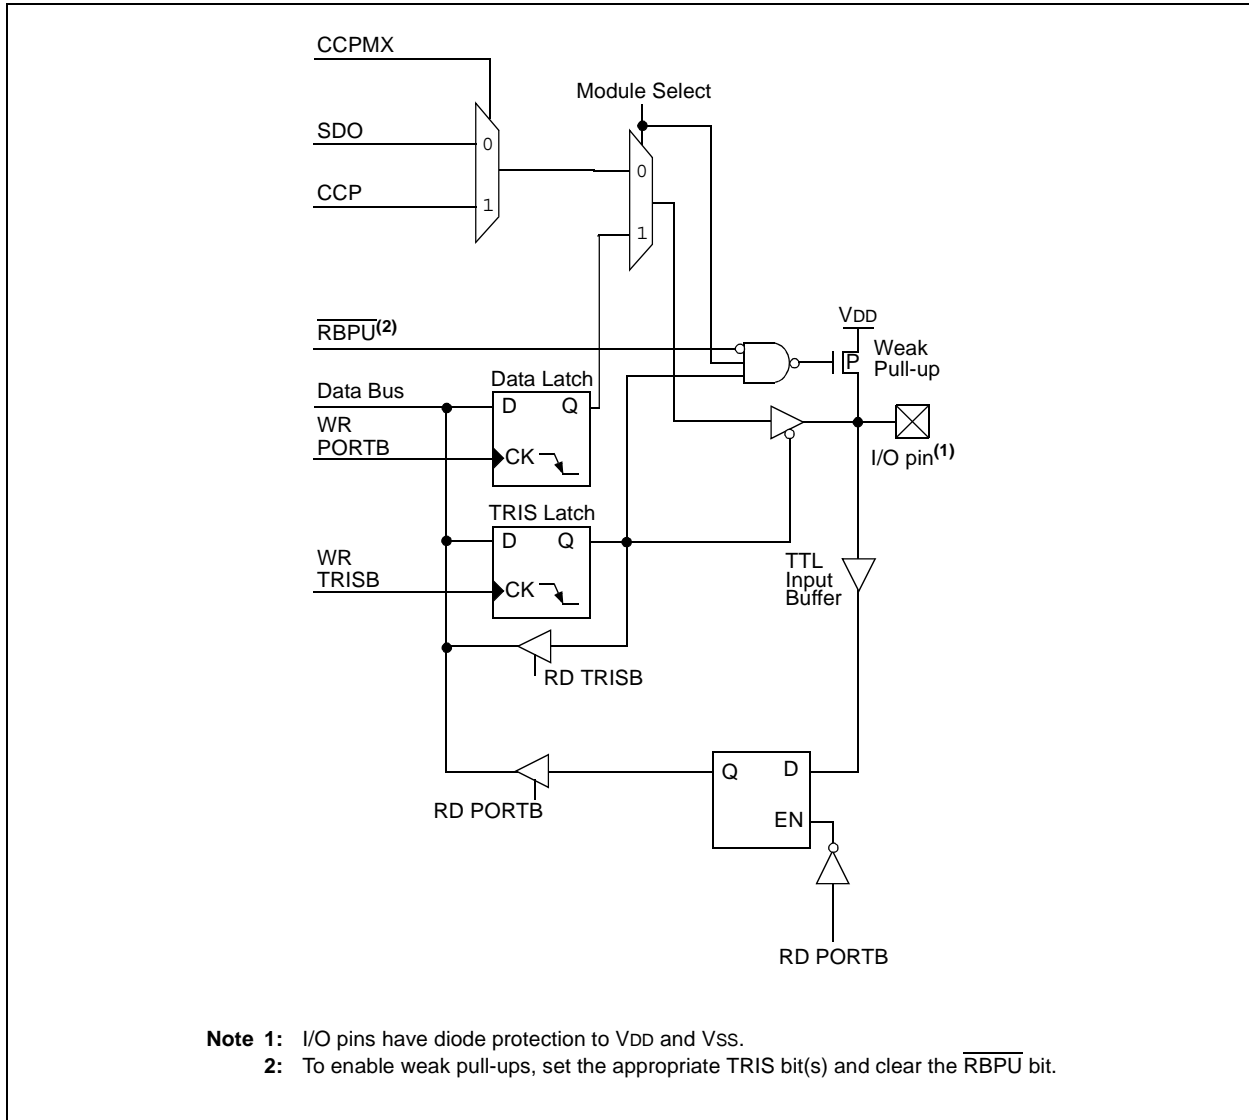 CCPMX
Module Select
SDO
0
0
CCP
1
1
RBPU(2)
VDD
Weak
Pull-up
P
Data Bus
Data Latch
D Q
WR
PORTB
CK
I/O pin(1)
TRIS Latch
D Q
WR
TRISB
CK
TTL
Input
Buffer
RD TRISB
Q D
EN
RD PORTB
RD PORTB
Note 1: I/O pins have diode protection to VDD and VSS.
2: To enable weak pull-ups, set the appropriate TRIS bit(s) and clear the RBPU bit.